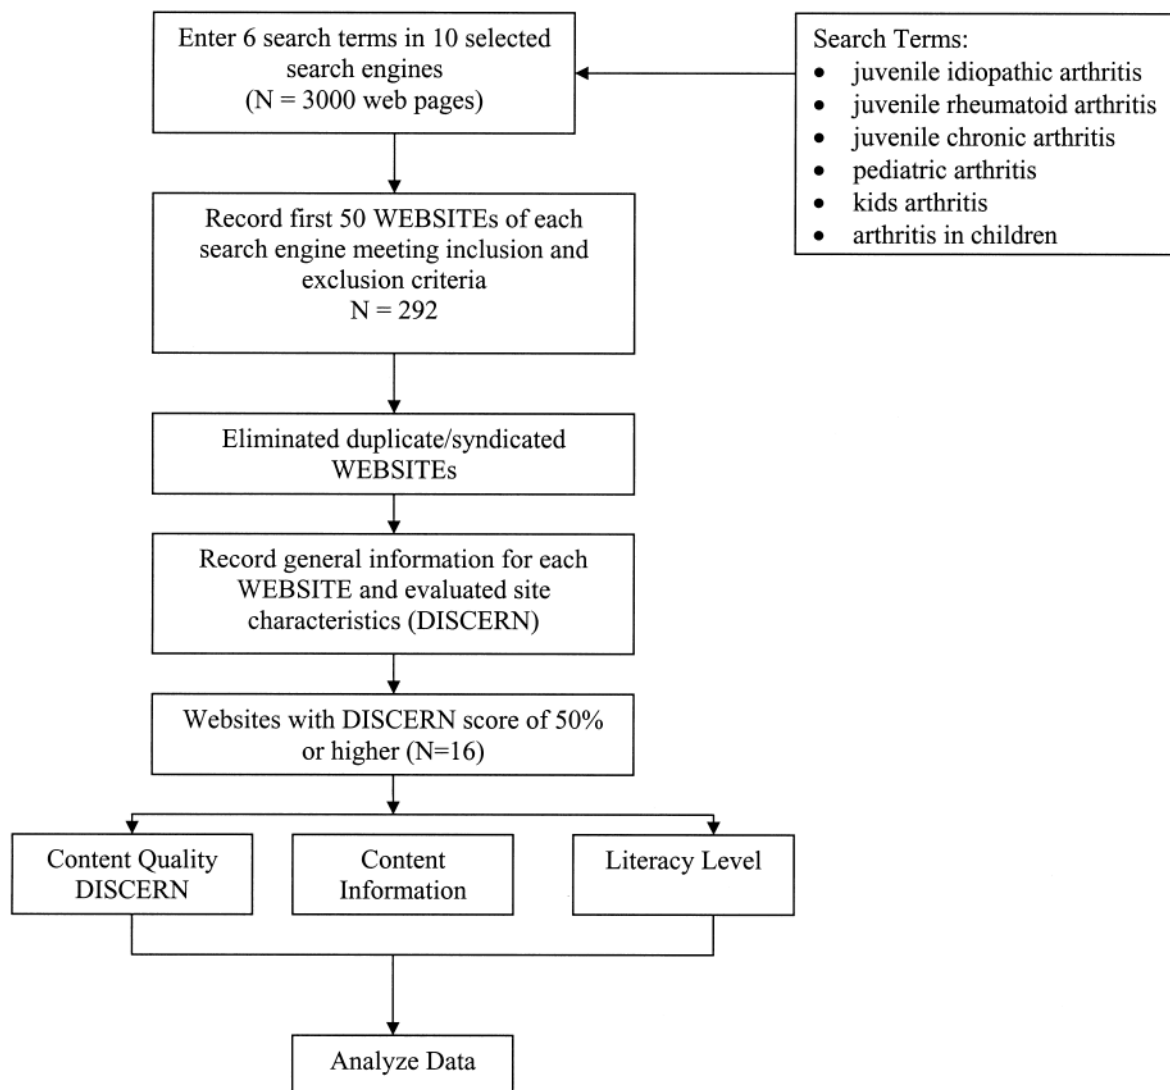 Enter 6 search terms in 10 selected
search engines
(N = 3000 web pages)
Search Terms:
• juvenile idiopathic arthritis
• juvenile rheumatoid arthritis
• juvenile chronic arthritis
• pediatric arthritis
• kids arthritis
• arthritis in children
Record first 50 WEBSITEs of each
search engine meeting inclusion and
exclusion criteria
N = 292
Eliminated duplicate/syndicated
WEBSITEs
Record general information for each
WEBSITE and evaluated site
characteristics (DISCERN)
Websites with DISCERN score of 50%
or higher (N=16)
Content Quality
DISCERN
Content
Information
Literacy Level
Analyze Data